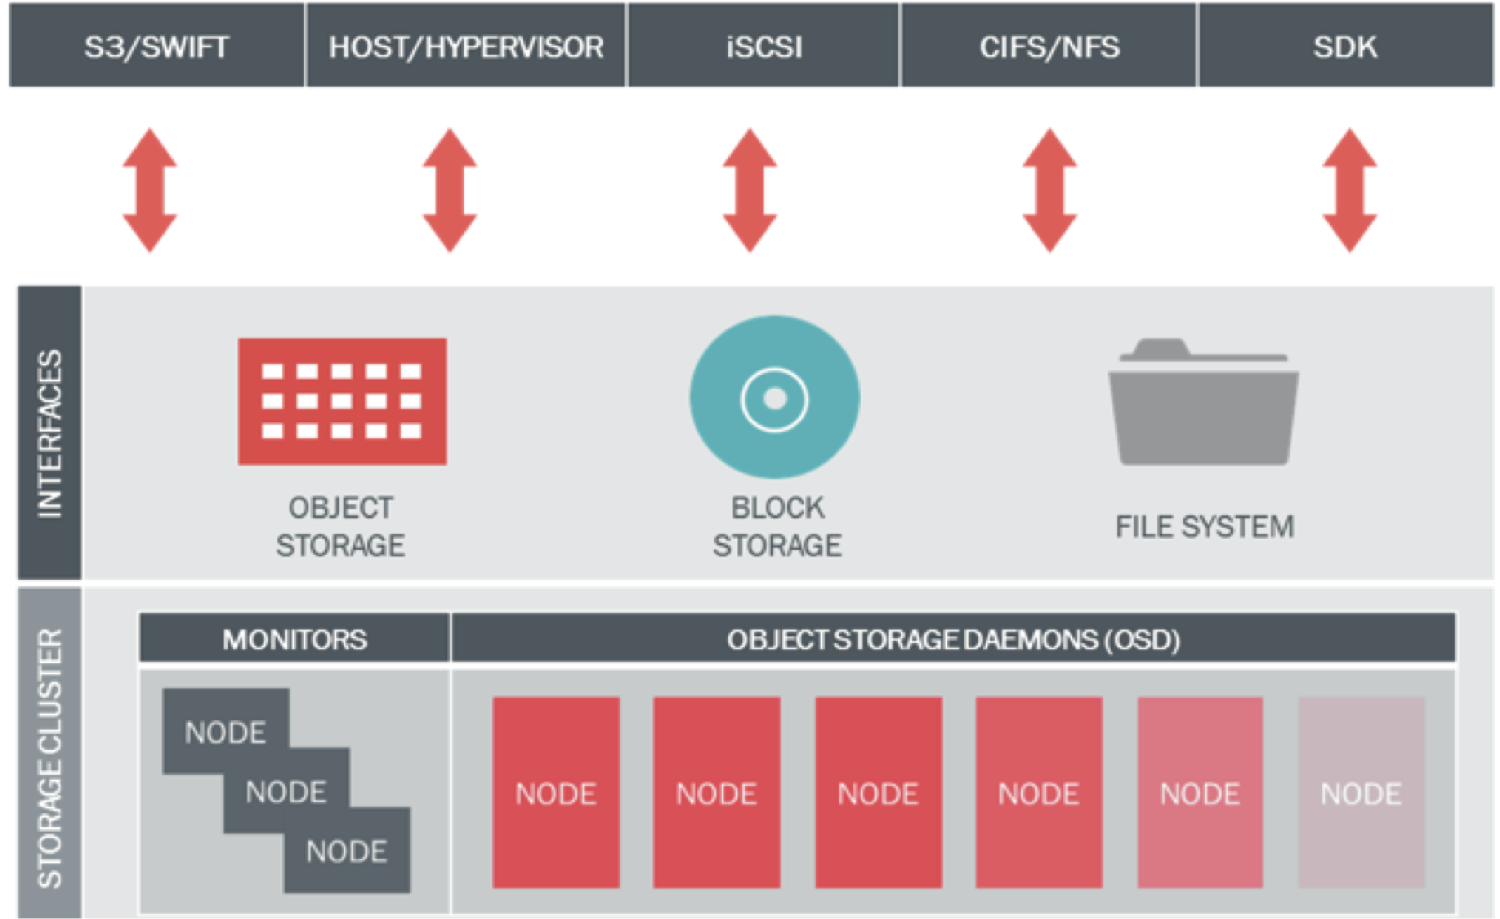 S3/SWIFT
HOST/HYPERVISOR
iSCSI
CIFS/NFS
SDK
INTERFACES
OBJECT
STORAGE
BLOCK
STORAGE
FILE SYSTEM
STORAGE CLUSTER
MONITORS
OBJECT STORAGE DAEMONS (OSD)
NODE
NODE
NODE
NODE
NODE
NODE
NODE
NODE
NODE